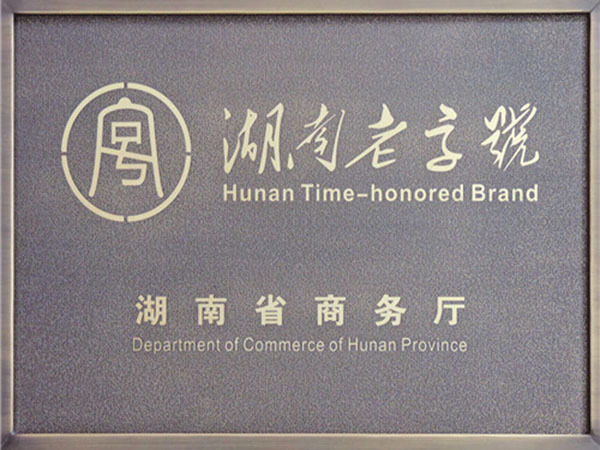 湖南老字號
Hunan Time-honored Brand
湖南省商务厅
Department of Commerce of Hunan Province